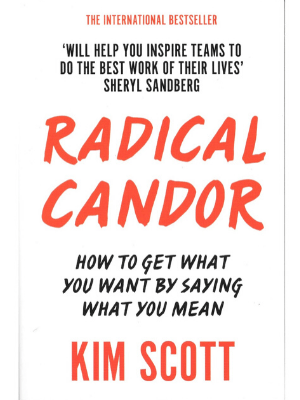 THE INTERNATIONAL BESTSELLER
'WILL HELP YOU INSPIRE TEAMS TO
DO THE BEST WORK OF THEIR LIVES'
SHERYL SANDBERG
RADICAL
CANDOR
HOW TO GET WHAT
YOU WANT BY SAYING
WHAT YOU MEAN
KIM SCOTT